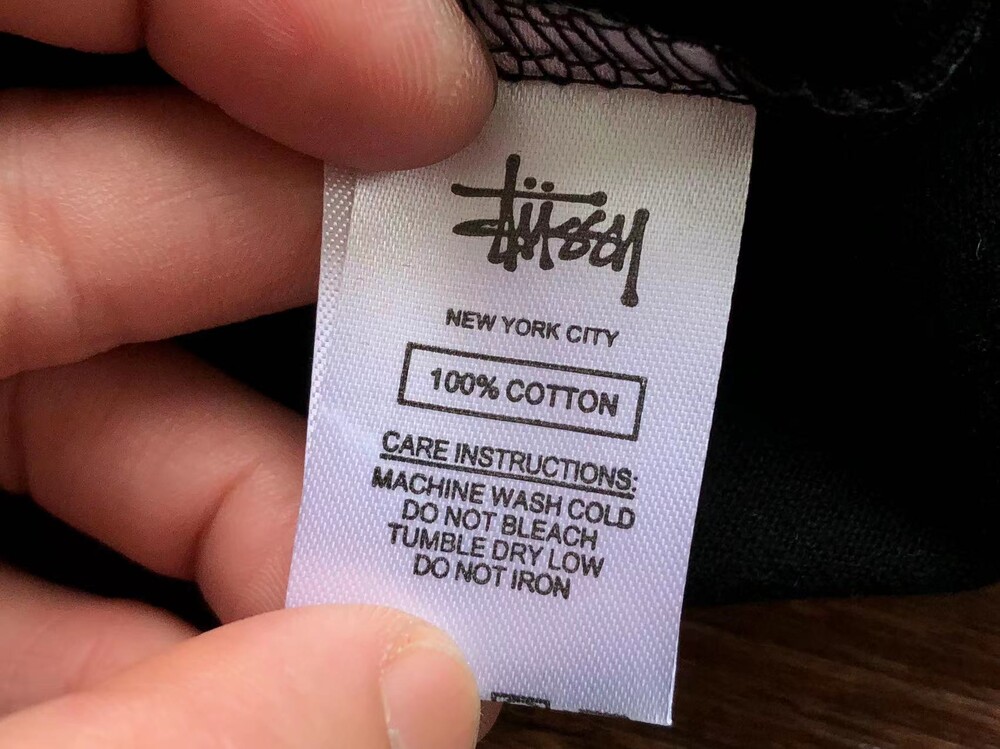 Stüssy
NEW YORK CITY
100% COTTON
CARE INSTRUCTIONS:
MACHINE WASH COLD
DO NOT BLEACH
TUMBLE DRY LOW
DO NOT IRON